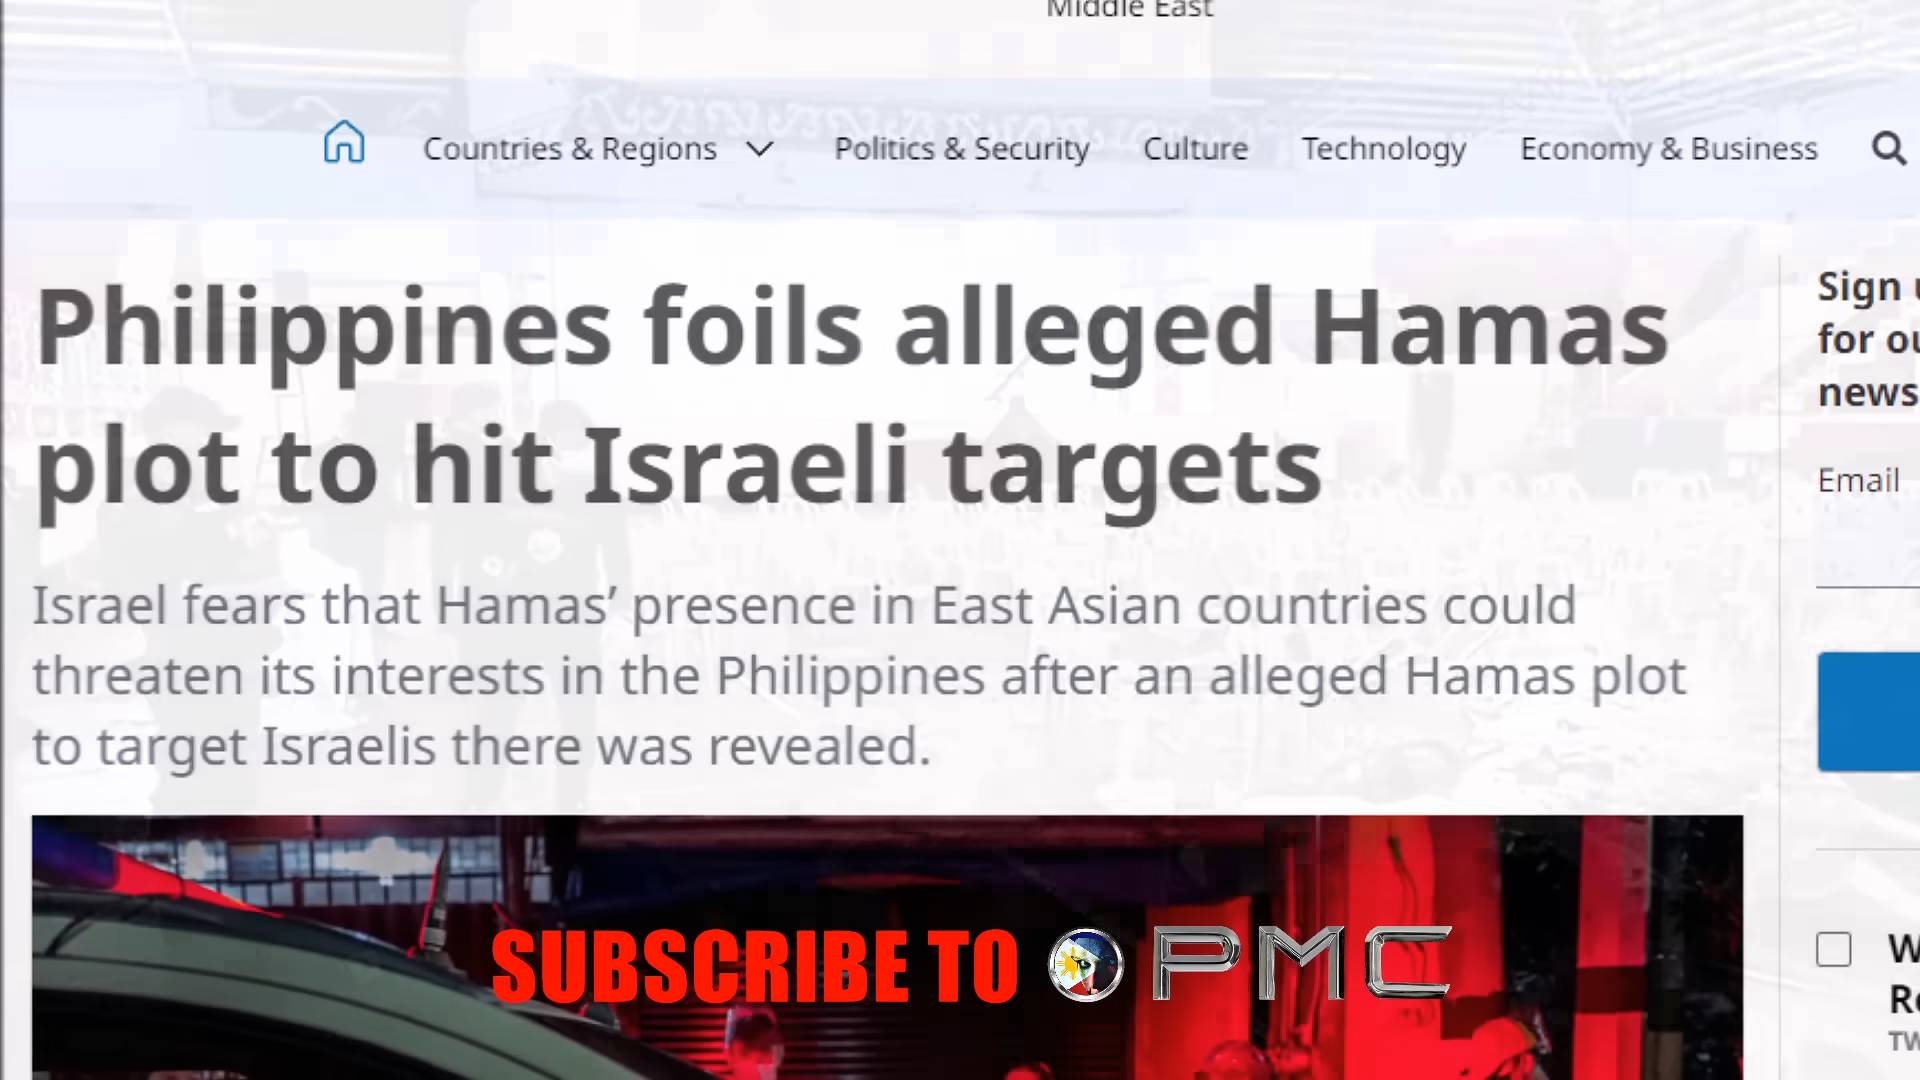 Middle East
Countries & Regions
Politics & Security
Culture
Technology
Economy & Business
Philippines foils alleged Hamas
plot to hit Israeli targets
Israel fears that Hamas’ presence in East Asian countries could
threaten its interests in the Philippines after an alleged Hamas plot
to target Israelis there was revealed.
Sign
for
news
Email
SUBSCRIBE TO PMC